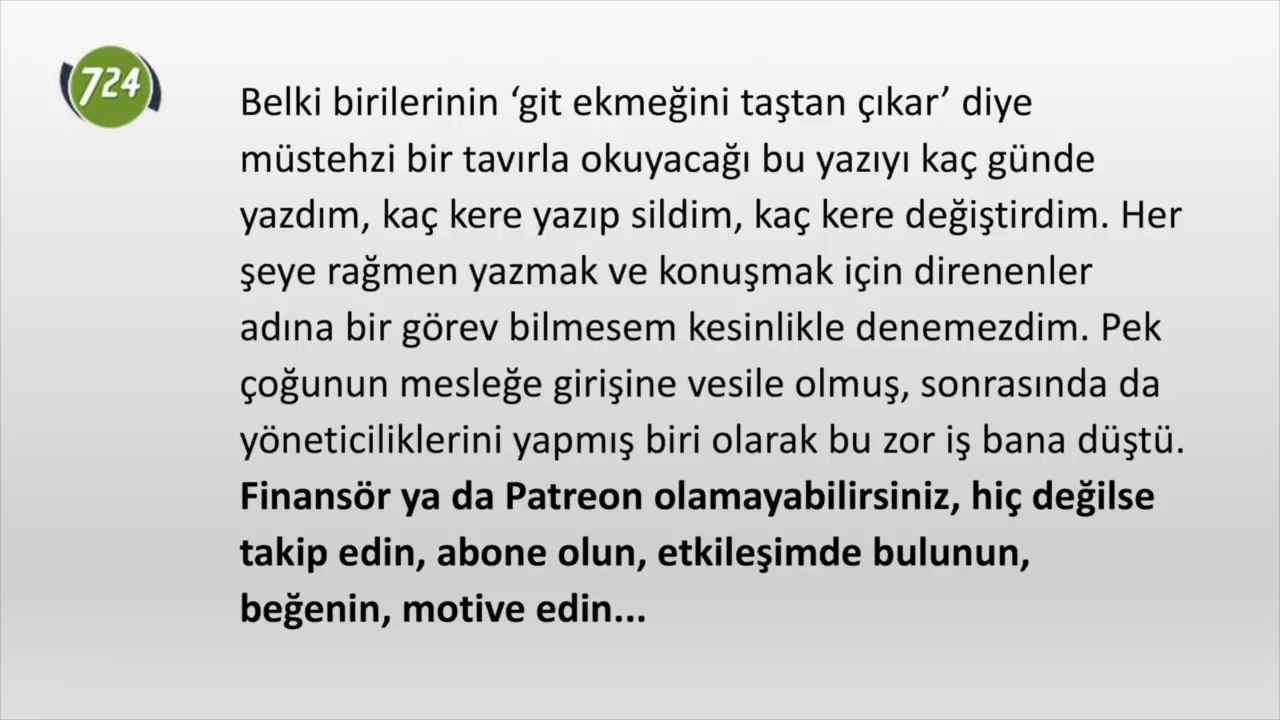 724
Belki birilerinin ‘git ekmeğini taştan çıkar’ diye
müstehzi bir tavırla okuyacağı bu yazıyı kaç günde
yazdım, kaç kere yazıp sildim, kaç kere değiştirdim. Her
şeye rağmen yazmak ve konuşmak için direnenler
adına bir görev bilmesem kesinlikle denemezdim. Pek
çoğunun mesleğe girişine vesile olmuş, sonrasında da
yöneticiliklerini yapmış biri olarak bu zor iş bana düştü.
Finansör ya da Patreon olamayabilirsiniz, hiç değilse
takip edin, abone olun, etkileşimde bulunun,
beğenin, motive edin...